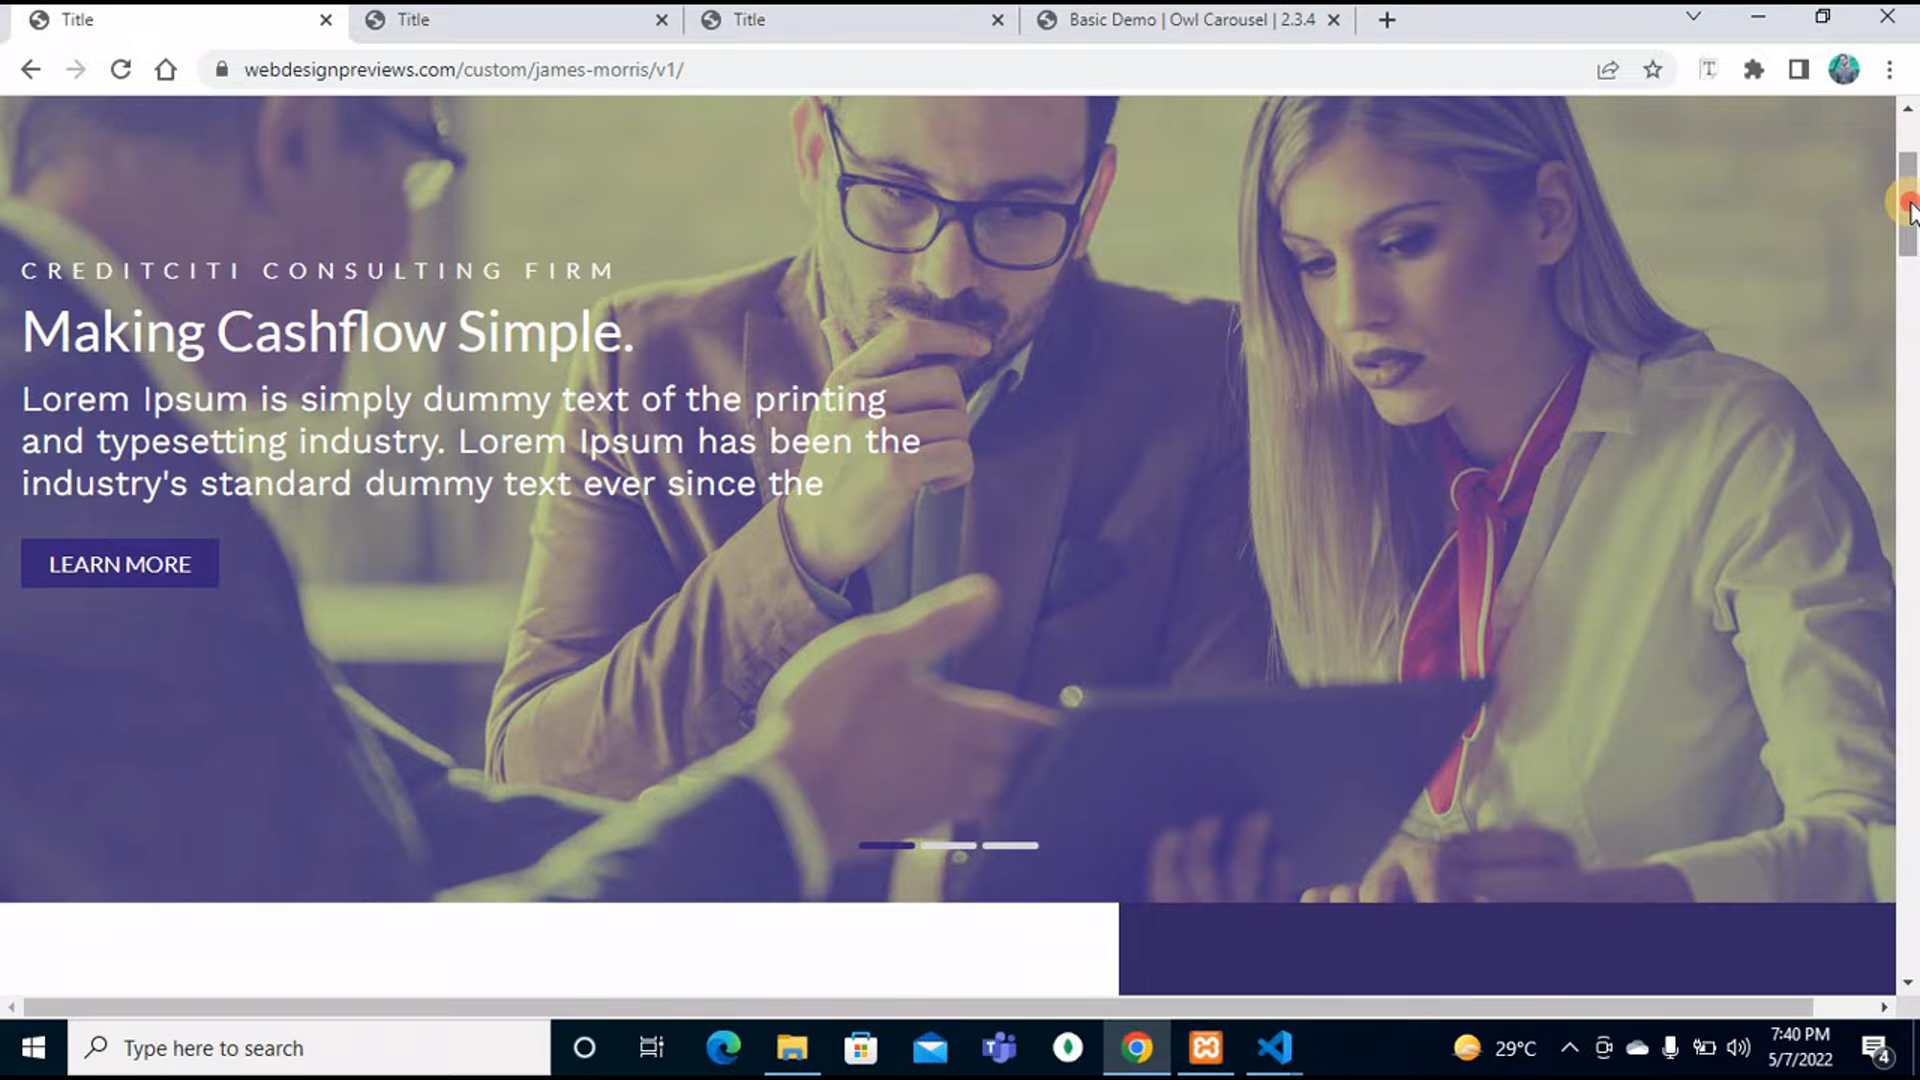 Title
Title
Title
Basic Demo | Owl Carousel | 2.3.4
webdesignpreviews.com/custom/james-morris/v1/
CREDITCITI CONSULTING FIRM
Making Cashflow Simple.
Lorem Ipsum is simply dummy text of the printing
and typesetting industry. Lorem Ipsum has been the
industry's standard dummy text ever since the
LEARN MORE
Type here to search
29°C
7:40 PM
5/7/2022
4